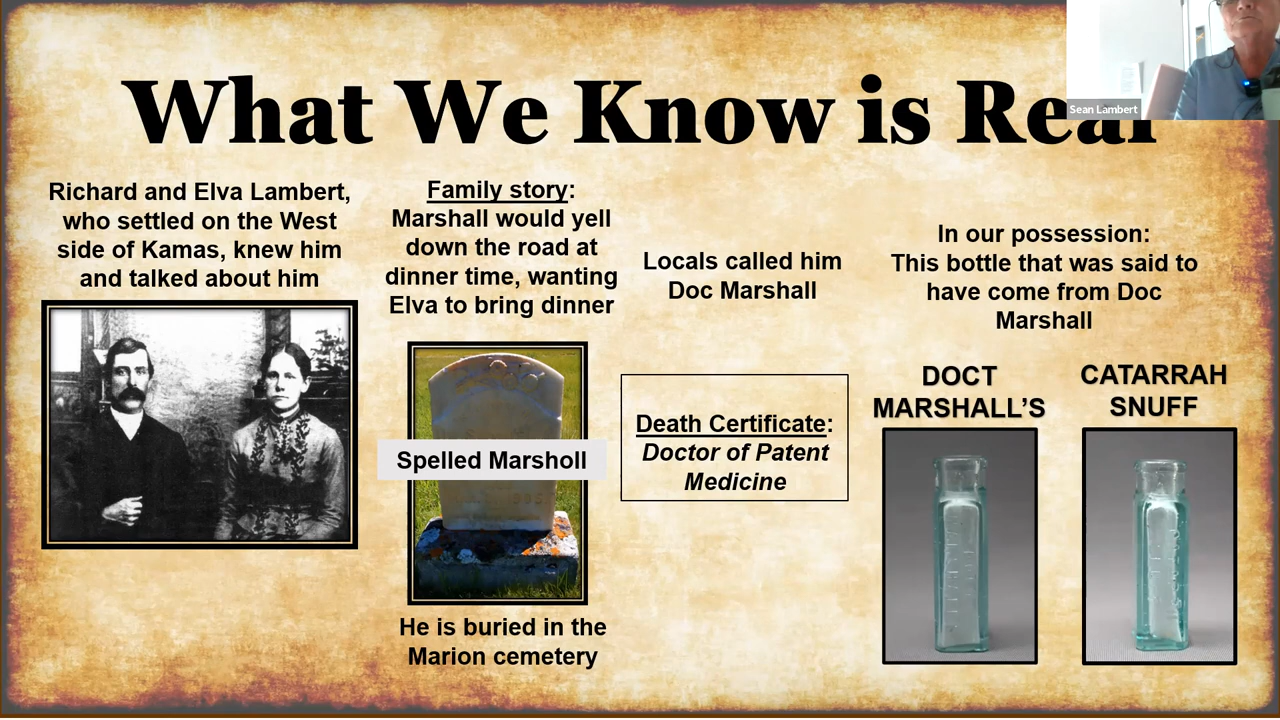 What We Know is Real
Sean Lambert
Richard and Elva Lambert,
who settled on the West
side of Kamas, knew him
and talked about him
Family story:
Marshall would yell
down the road at
dinner time, wanting
Elva to bring dinner
Spelled Marsholl
He is buried in the
Marion cemetery
Locals called him
Doc Marshall
Death Certificate:
Doctor of Patent
Medicine
In our possession:
This bottle that was said to
have come from Doc
Marshall
DOCT
MARSHALL’S
CATARRAH
SNUFF